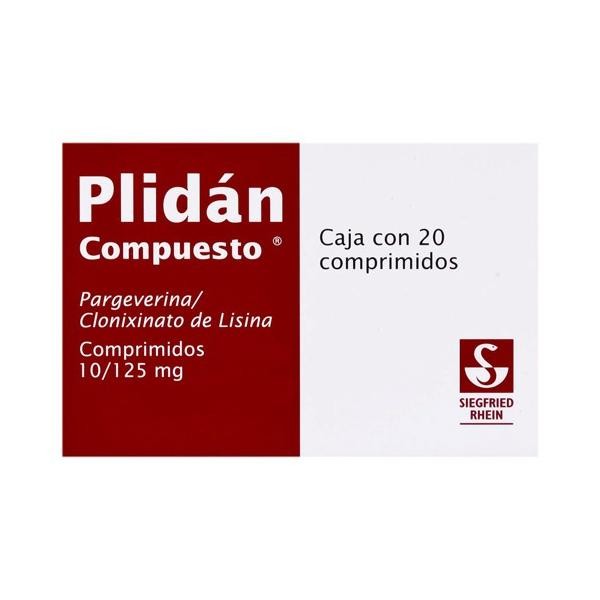 Plidán
Compuesto ®
Pargeverina/
Clonixinato de Lisina
Comprimidos
10/125 mg
Caja con 20
comprimidos
SIEGFRIED
RHEIN